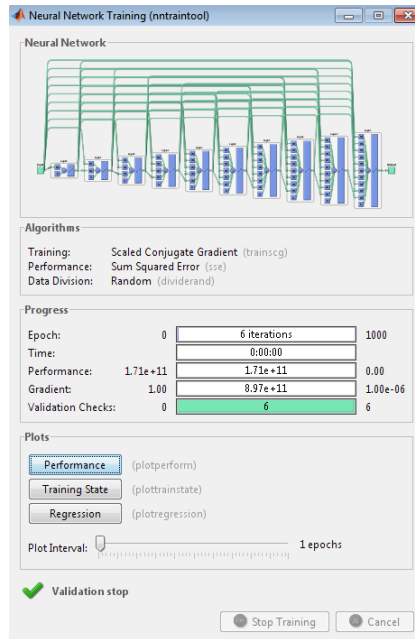 Neural Network Training (nntraintool)
Neural Network
Algorithms
Training: Scaled Conjugate Gradient (trainscg)
Performance: Sum Squared Error (sse)
Data Division: Random (dividerand)
Progress
Epoch: 0 6 iterations 1000
Time: 0:00:00
Performance: 1.71e+11 1.71e+11 0.00
Gradient: 1.00 8.97e+11 1.00e-06
Validation Checks: 0 6 6
Plots
Performance (plotperform)
Training State (plottrainstate)
Regression (plotregression)
Plot Interval: 1 epochs
Validation stop
Stop Training Cancel